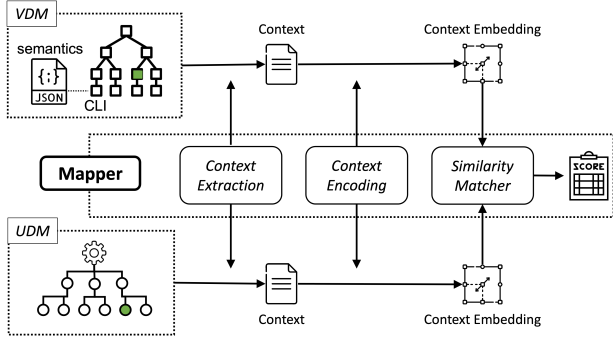 VDM
semantics
{;}
JSON
CLI
Context
Context Embedding
Mapper
Context
Extraction
Context
Encoding
Similarity
Matcher
SCORE
UDM
Context
Context Embedding